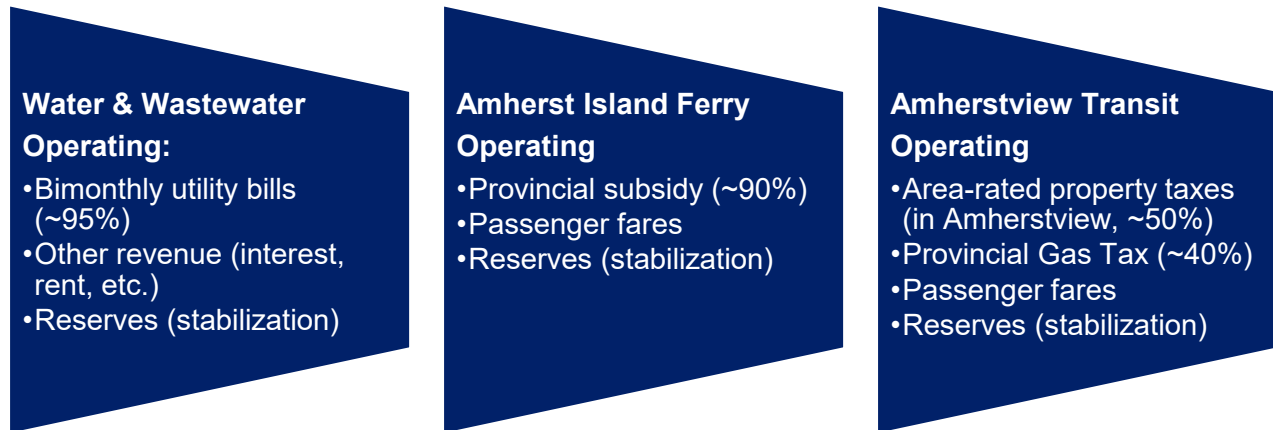 Water & Wastewater
Operating:
•Bimonthly utility bills
(~95%)
•Other revenue (interest,
rent, etc.)
•Reserves (stabilization)
Amherst Island Ferry
Operating
•Provincial subsidy (~90%)
•Passenger fares
•Reserves (stabilization)
Amherstview Transit
Operating
•Area-rated property taxes
(in Amherstview, ~50%)
•Provincial Gas Tax (~40%)
•Passenger fares
•Reserves (stabilization)